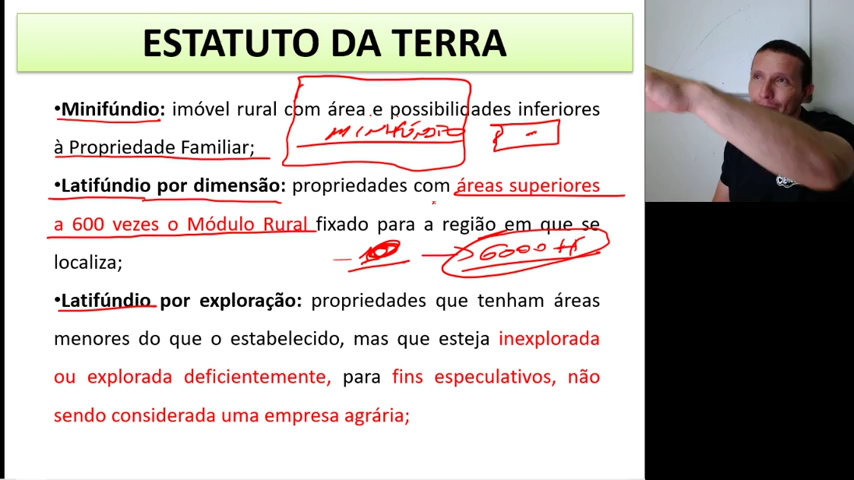 ESTATUTO DA TERRA
•Minifúndio: imóvel rural com área e possibilidades inferiores
MINIFÚNDIO
à Propriedade Familiar;
•Latifúndio por dimensão: propriedades com áreas superiores
a 600 vezes o Módulo Rural fixado para a região em que se
6000 H
localiza;
•Latifúndio por exploração: propriedades que tenham áreas
menores do que o estabelecido, mas que esteja inexplorada
ou explorada deficientemente, para fins especulativos, não
sendo considerada uma empresa agrária;